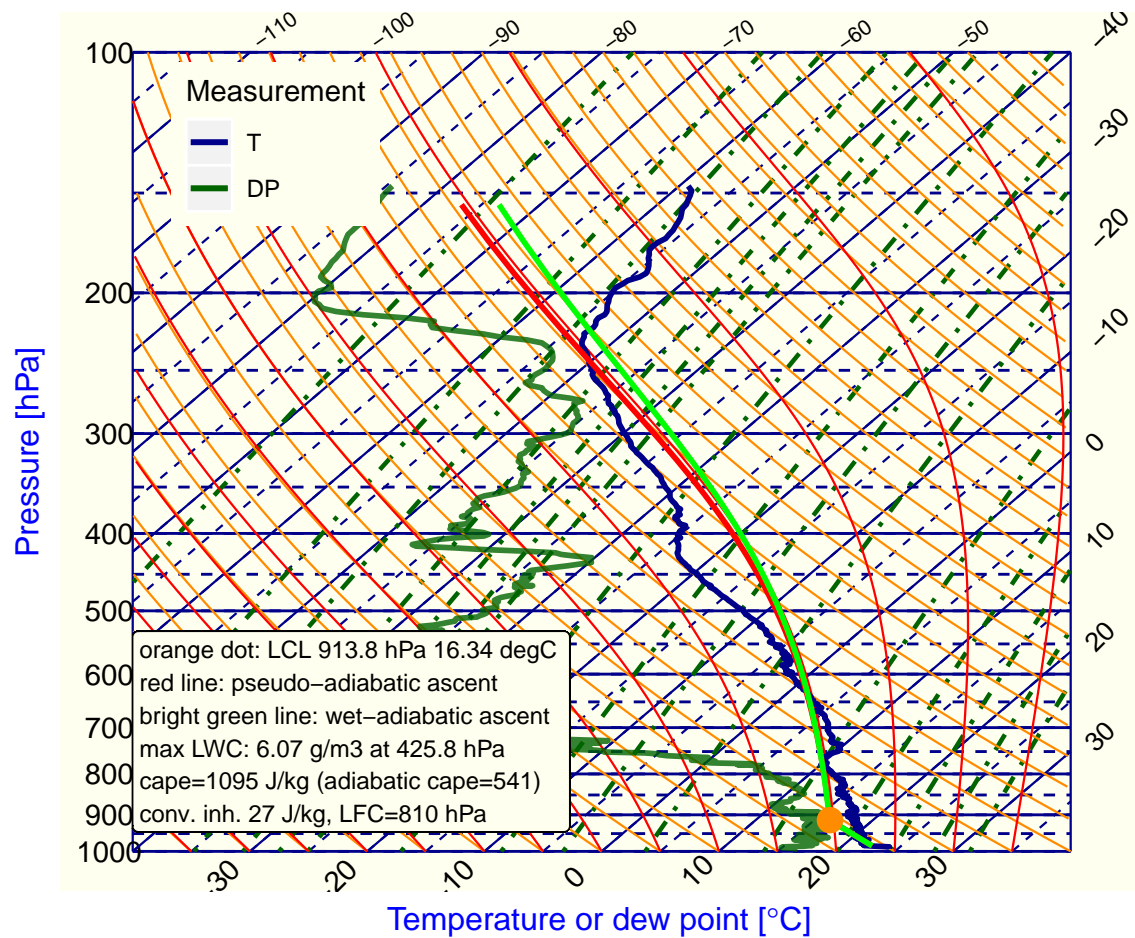 −110 −100 −90 −80 −70 −60 −50 −40
100
Measurement
T
DP
−30
−20
200
−10
300
0
400
10
500
20
orange dot: LCL 913.8 hPa 16.34 degC
600
red line: pseudo−adiabatic ascent
bright green line: wet−adiabatic ascent
700
30
max LWC: 6.07 g/m3 at 425.8 hPa
800
cape=1095 J/kg (adiabatic cape=541)
900
conv. inh. 27 J/kg, LFC=810 hPa
1000
−30 −20 −10 0 10 20 30
Pressure [hPa]
Temperature or dew point [°C]